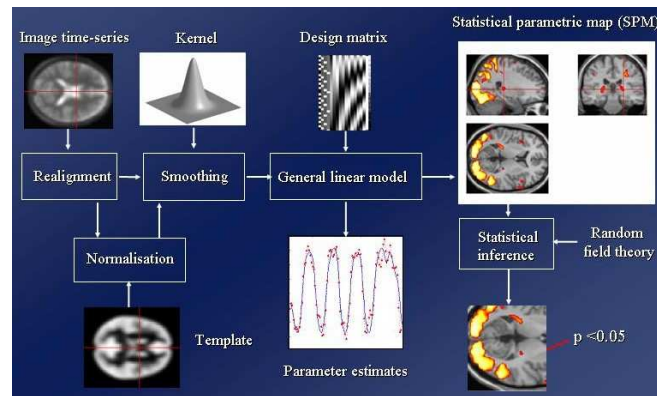 Image time-series
Kernel
Design matrix
Statistical parametric map (SPM)
Realignment
Smoothing
General linear model
Normalisation
Statistical
inference
Random
field theory
Template
Parameter estimates
p <0.05